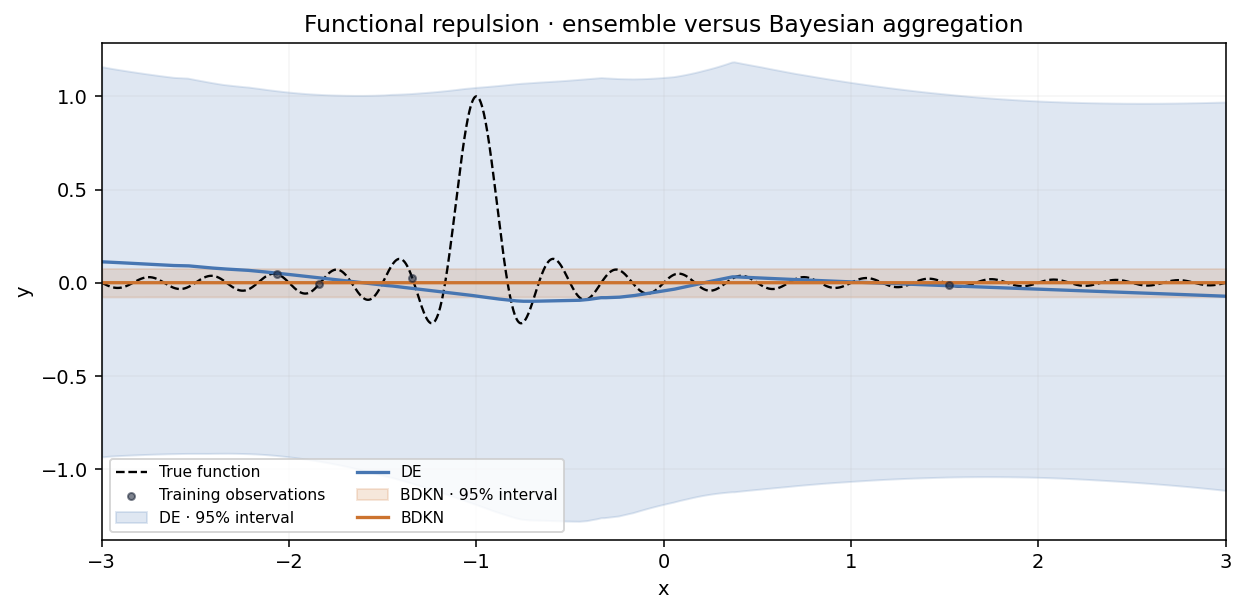 Functional repulsion · ensemble versus Bayesian aggregation
y
1.0
0.5
0.0
−0.5
−1.0
True function
Training observations
DE · 95% interval
DE
BDKN · 95% interval
BDKN
−3
−2
−1
0
1
2
3
x